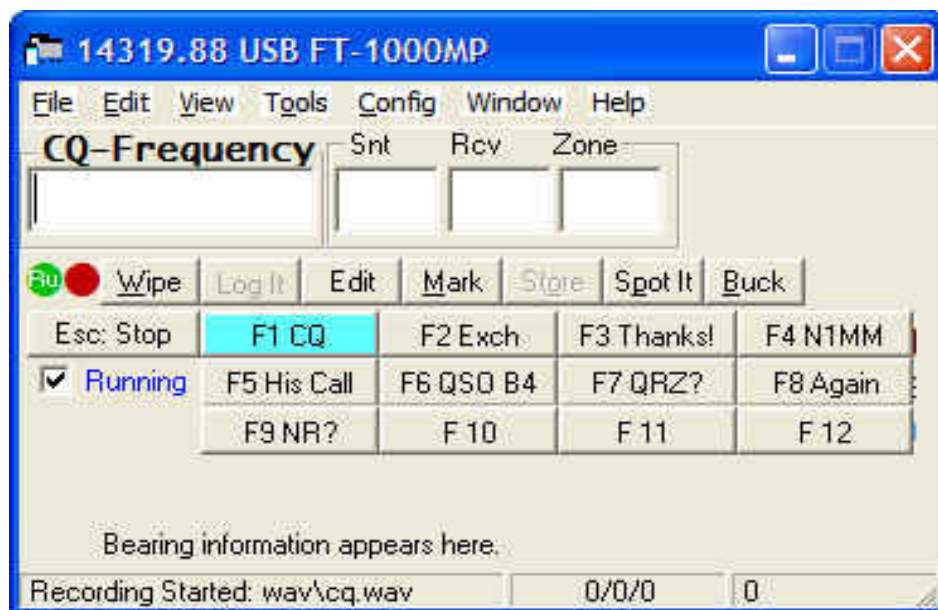 14319.88 USB FT-1000MP
File Edit View Tools Config Window Help
CQ-Frequency Snt Rcv Zone
Ru Wipe Log It Edit Mark Store Spot It Buck
Esc: Stop F1 CQ F2 Exch F3 Thanks! F4 N1MM
Running F5 His Call F6 QSO B4 F7 QRZ? F8 Again
F9 NR? F 10 F 11 F 12
Bearing information appears here.
Recording Started: wav\cq.wav 0/0/0 0